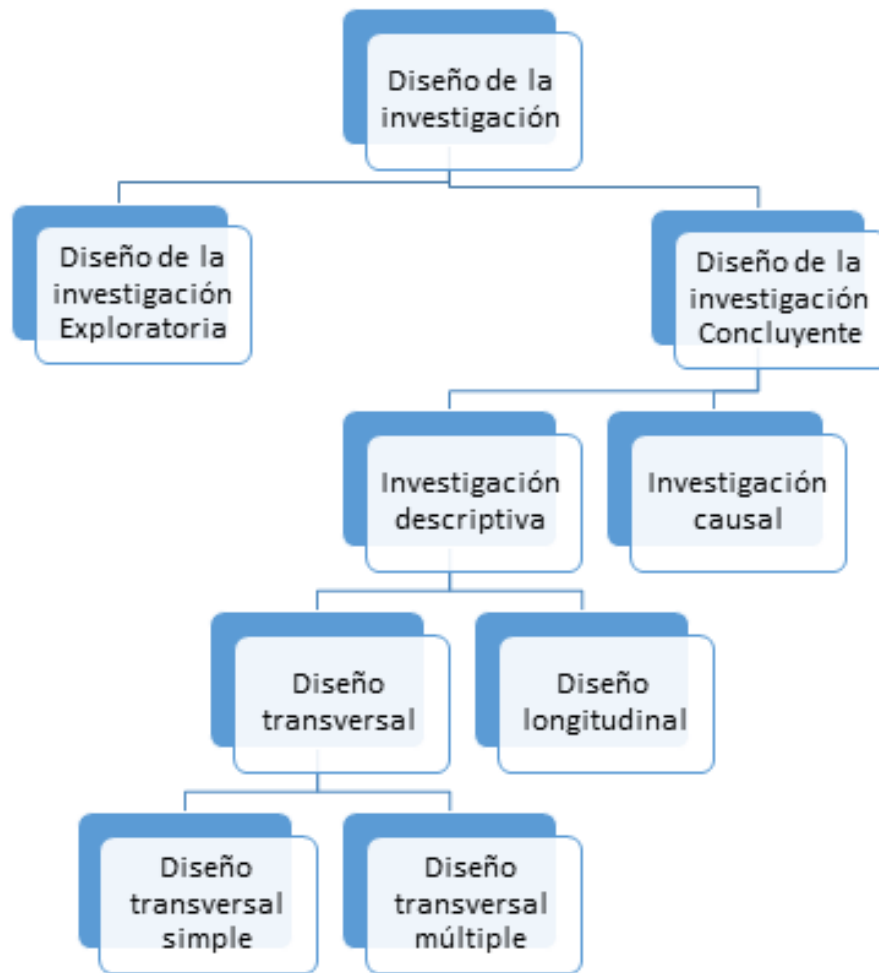 Diseño de la
investigación
Diseño de la
investigación
Exploratoria
Diseño de la
investigación
Concluyente
Investigación
descriptiva
Investigación
causal
Diseño
transversal
Diseño
longitudinal
Diseño
transversal
simple
Diseño
transversal
múltiple